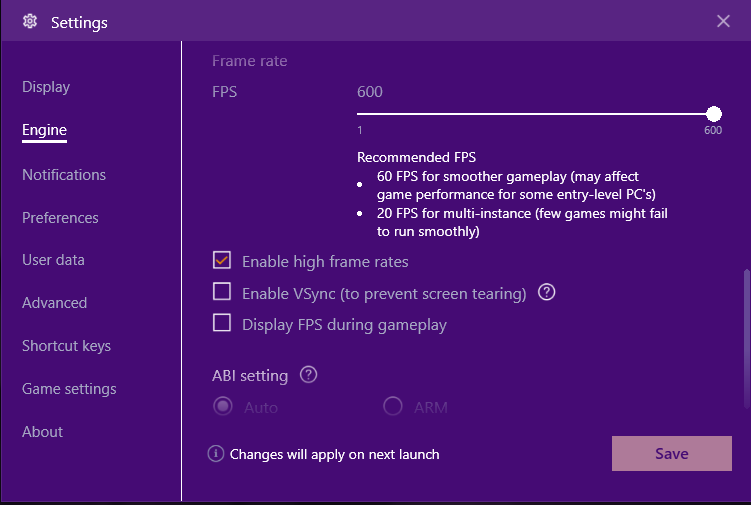 Settings
Display
Engine
Notifications
Preferences
User data
Advanced
Shortcut keys
Game settings
About
Frame rate
FPS
600
1
600
Recommended FPS
60 FPS for smoother gameplay (may affect
game performance for some entry-level PC's)
20 FPS for multi-instance (few games might fail
to run smoothly)
Enable high frame rates
Enable VSync (to prevent screen tearing)
?
Display FPS during gameplay
ABI setting
?
Auto
ARM
Changes will apply on next launch
Save